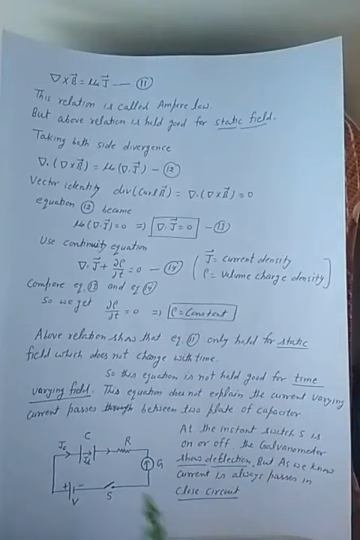 ∇×B⃗ = μ₀J⃗ — (11)
This relation is called Ampere law.
But above relation is held good for static field.
Taking both side divergence
∇.(∇×B⃗) = μ₀(∇.J⃗) — (12)
Vector identity div(Curl B⃗) = ∇.(∇×B⃗) = 0
equation (12) became
μ₀(∇.J⃗) = 0 ⇒ ∇.J⃗ = 0 — (13)
Use continuity equation
∇.J⃗ + ∂ρ/∂t = 0 — (14) (J⃗ = current density
ρ = Volume charge density)
Compare eq. (13) and eq (14)
So we get ∂ρ/∂t = 0 ⇒ ρ = Constant
Above relation show that eq. (11) only held for static
field which does not change with time.
So this equation is not held good for time
varying field. This equation does not explain the current varying
current passes through between two plate of capacitor
At the instant switch S is
on or off the Galvanometer
show deflection. But As we know
current is always passes in
Close circuit
C
R
G
+ -
V
S